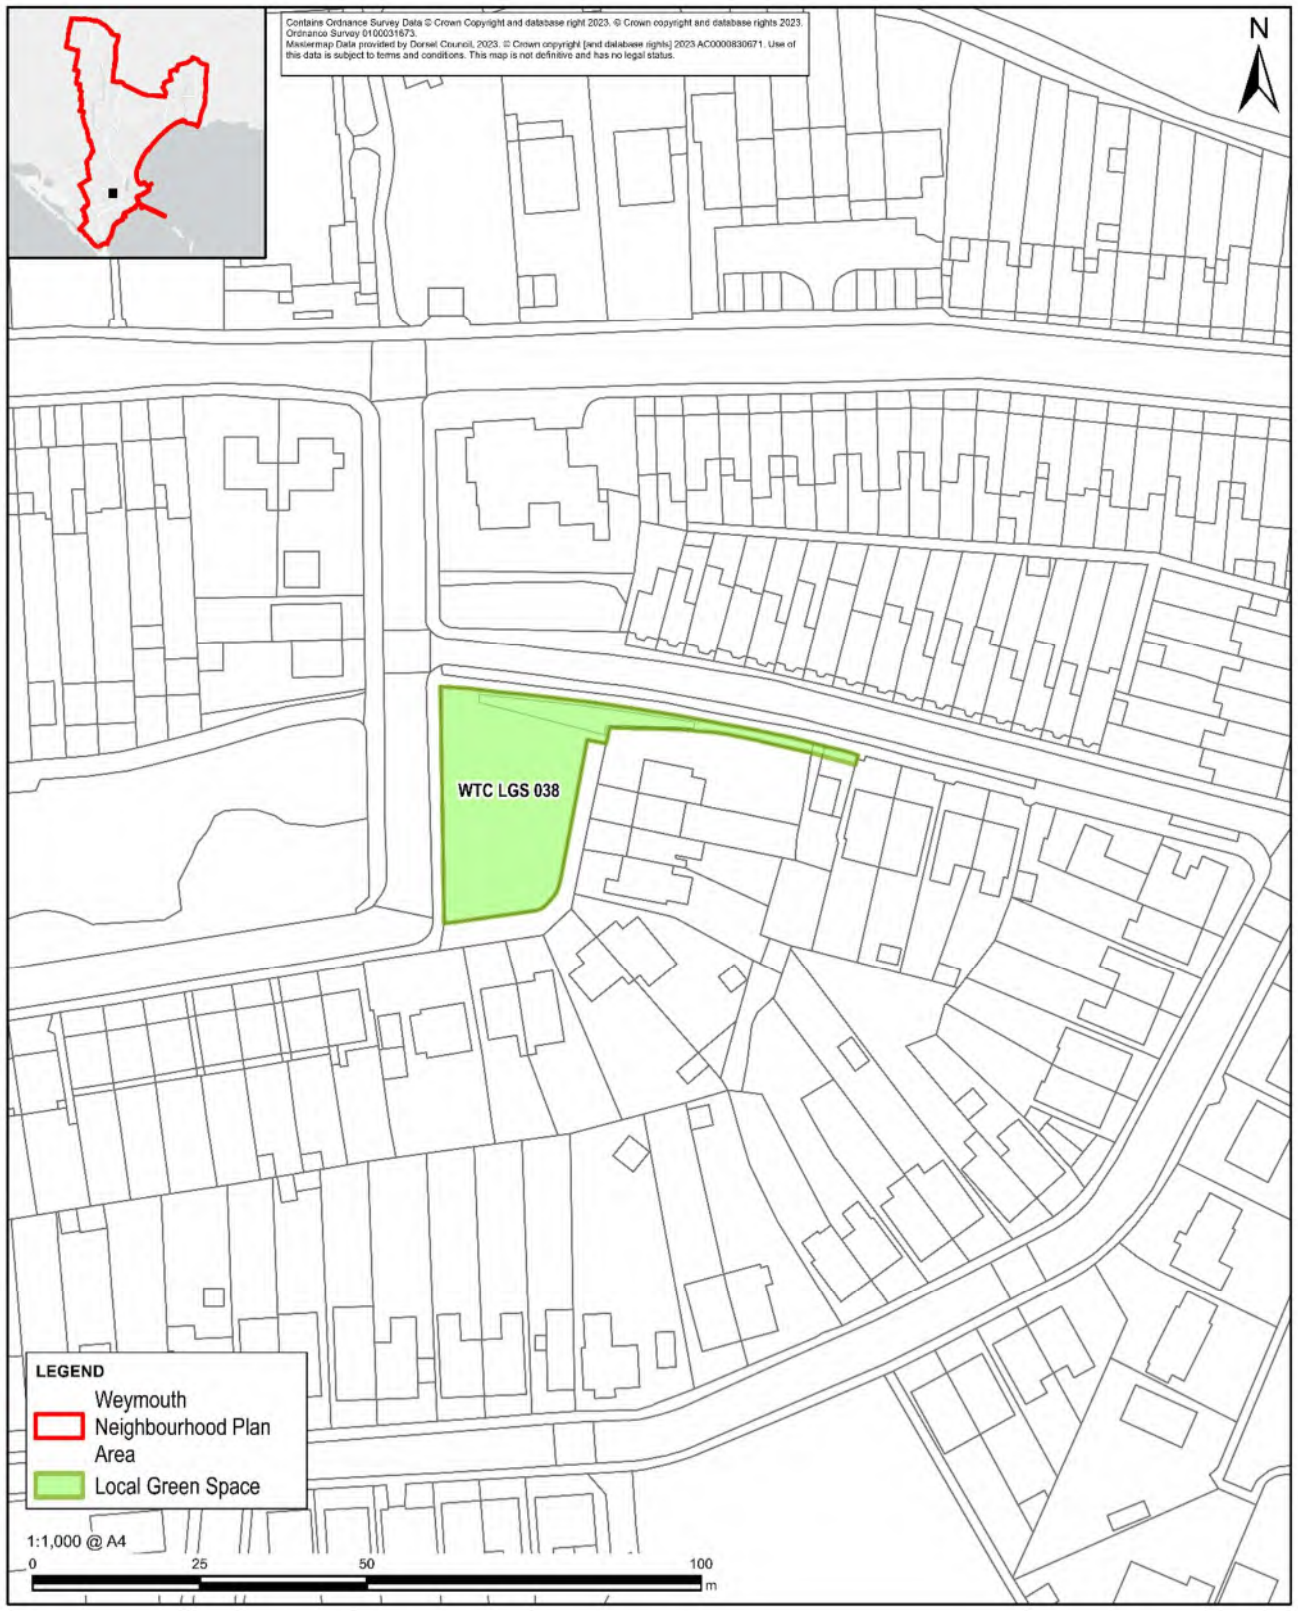 Contains Ordnance Survey Data © Crown Copyright and database right 2023. © Crown copyright and database rights 2023.
Ordnance Survey 0100031673.
Mastermap Data provided by Dorset Council, 2023. © Crown copyright [and database rights] 2023 AC0000830671. Use of
this data is subject to terms and conditions. This map is not definitive and has no legal status.
N
WTC LGS 038
LEGEND
Weymouth
Neighbourhood Plan
Area
Local Green Space
1:1,000 @ A4
0 25 50 100
m